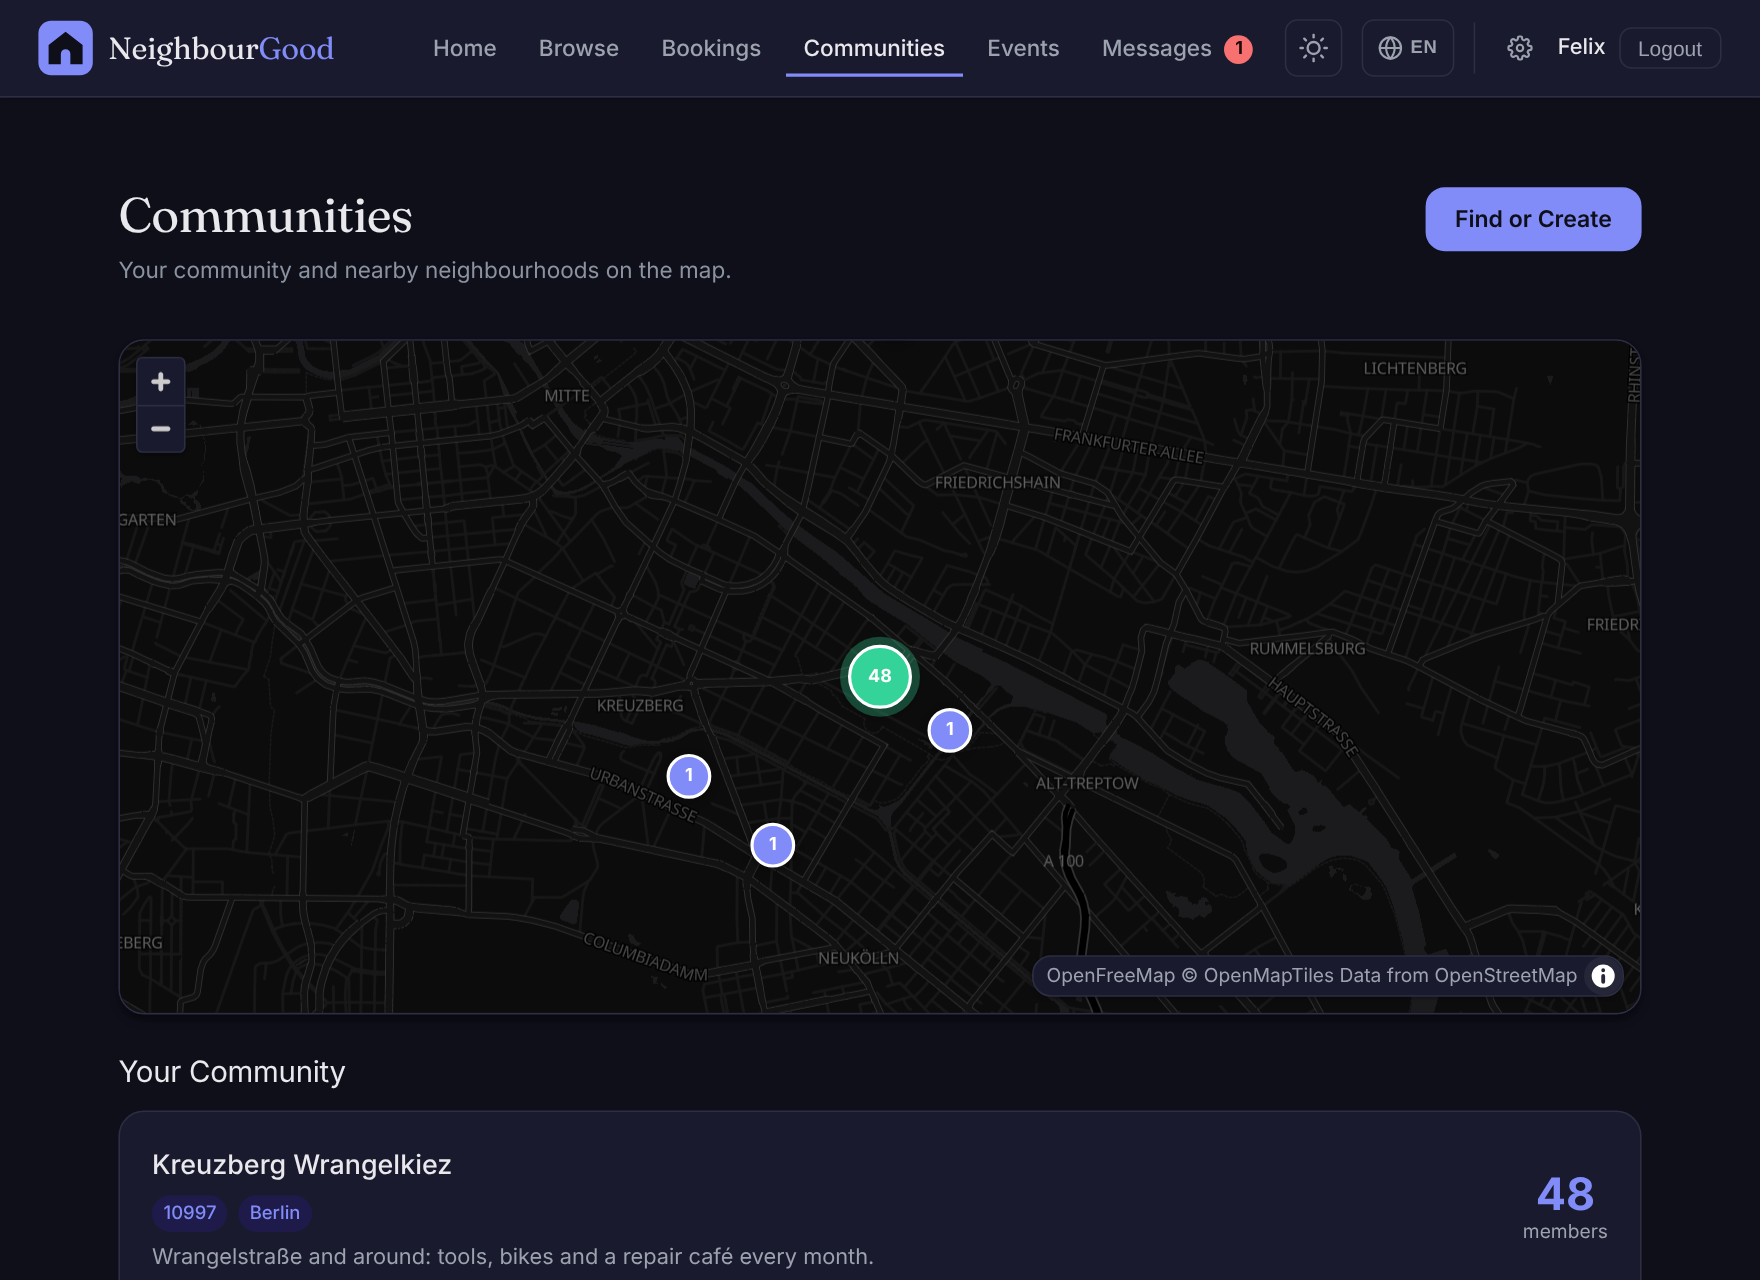 NeighbourGood
Home
Browse
Bookings
Communities
Events
Messages 1
EN
Felix
Logout
Communities
Find or Create
Your community and nearby neighbourhoods on the map.
LICHTENBERG
RHINST
MITTE
FRANKFURTER ALLEE
FRIEDRICHSHAIN
GARTEN
FRIEDR
RUMMELSBURG
48
HAUPTSTRASSE
KREUZBERG
1
1
URBANSTRASSE
ALT-TREPTOW
1
A 100
K
EBERG
COLUMBIADAMM
NEUKÖLLN
OpenFreeMap © OpenMapTiles Data from OpenStreetMap
Your Community
Kreuzberg Wrangelkiez
10997
Berlin
48
members
Wrangelstraße and around: tools, bikes and a repair café every month.